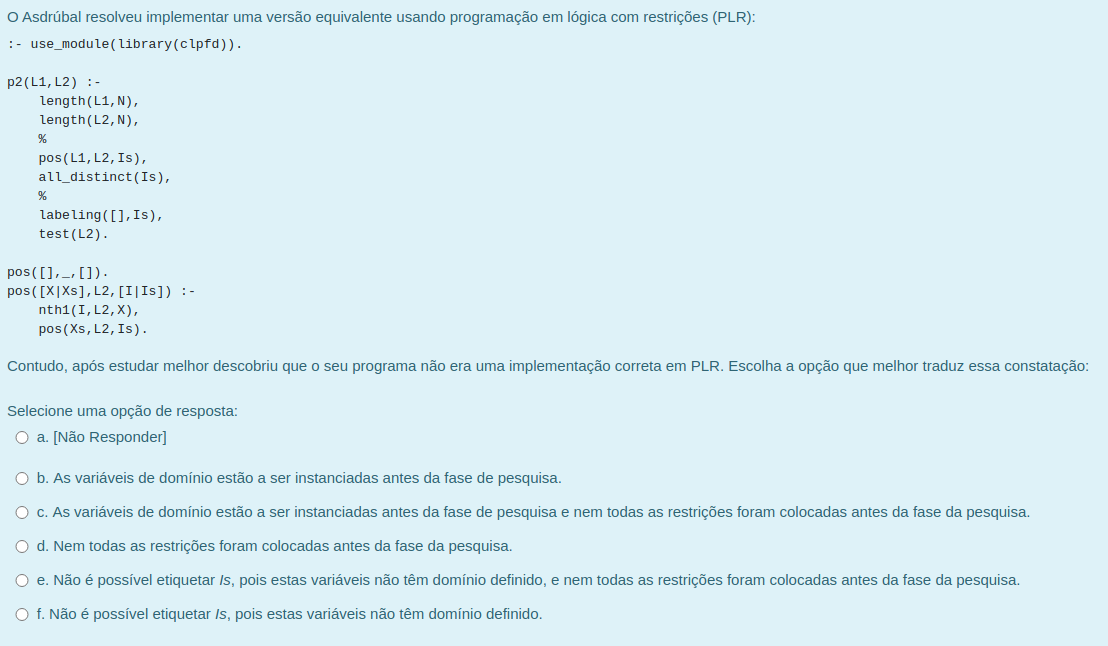 O Asdrúbal resolveu implementar uma versão equivalente usando programação em lógica com restrições (PLR):
:- use_module(library(clpfd)).
p2(L1,L2) :-
length(L1,N),
length(L2,N),
%
pos(L1,L2,Is),
all_distinct(Is),
%
labeling([],Is),
test(L2).
pos([],_,[]).
pos([X|Xs],L2,[I|Is]) :-
nth1(I,L2,X),
pos(Xs,L2,Is).
Contudo, após estudar melhor descobriu que o seu programa não era uma implementação correta em PLR. Escolha a opção que melhor traduz essa constatação:
Selecione uma opção de resposta:
a. [Não Responder]
b. As variáveis de domínio estão a ser instanciadas antes da fase de pesquisa.
c. As variáveis de domínio estão a ser instanciadas antes da fase de pesquisa e nem todas as restrições foram colocadas antes da fase da pesquisa.
d. Nem todas as restrições foram colocadas antes da fase da pesquisa.
e. Não é possível etiquetar Is, pois estas variáveis não têm domínio definido, e nem todas as restrições foram colocadas antes da fase da pesquisa.
f. Não é possível etiquetar Is, pois estas variáveis não têm domínio definido.